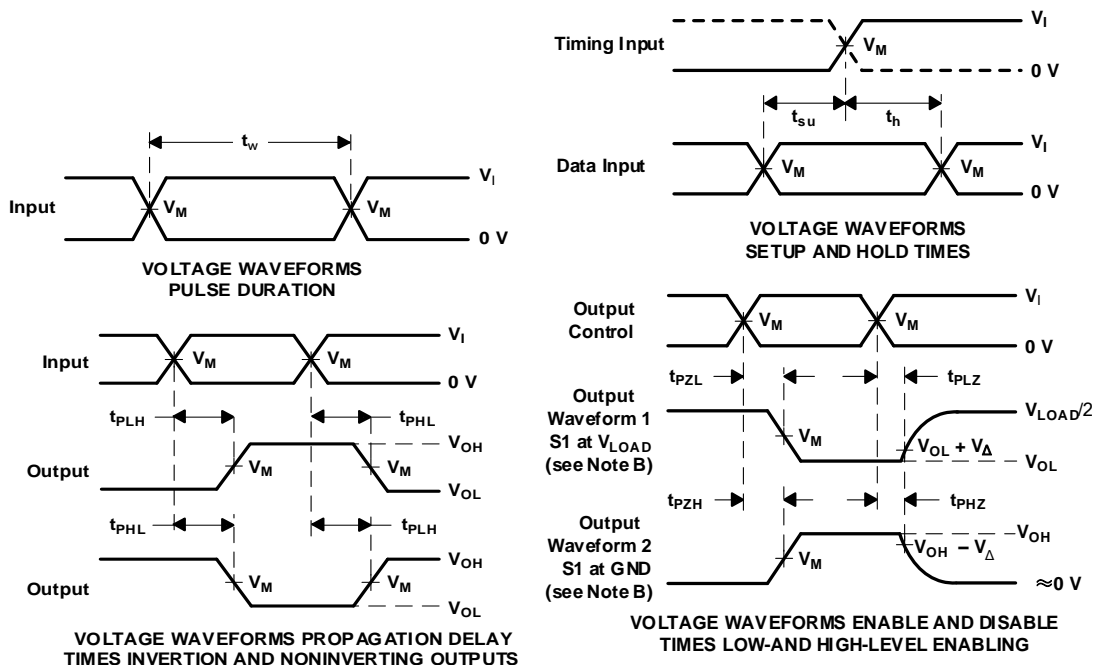 t_w
V_I
Input
V_M
V_M
0 V
VOLTAGE WAVEFORMS
PULSE DURATION
Timing Input
V_I
V_M
0 V
t_su
t_h
Data Input
V_I
V_M
V_M
0 V
VOLTAGE WAVEFORMS
SETUP AND HOLD TIMES
Input
V_I
V_M
V_M
0 V
t_PLH
t_PHL
Output
V_OH
V_M
V_M
V_OL
t_PHL
t_PLH
Output
V_OH
V_M
V_M
V_OL
VOLTAGE WAVEFORMS PROPAGATION DELAY
TIMES INVERTION AND NONINVERTING OUTPUTS
Output
Control
V_I
V_M
V_M
0 V
t_PZL
t_PLZ
Output
Waveform 1
S1 at V_LOAD
(see Note B)
V_LOAD/2
V_M
V_OL + V_Δ
V_OL
t_PZH
t_PHZ
Output
Waveform 2
S1 at GND
(see Note B)
V_OH
V_OH – V_Δ
V_M
≈0 V
VOLTAGE WAVEFORMS ENABLE AND DISABLE
TIMES LOW-AND HIGH-LEVEL ENABLING